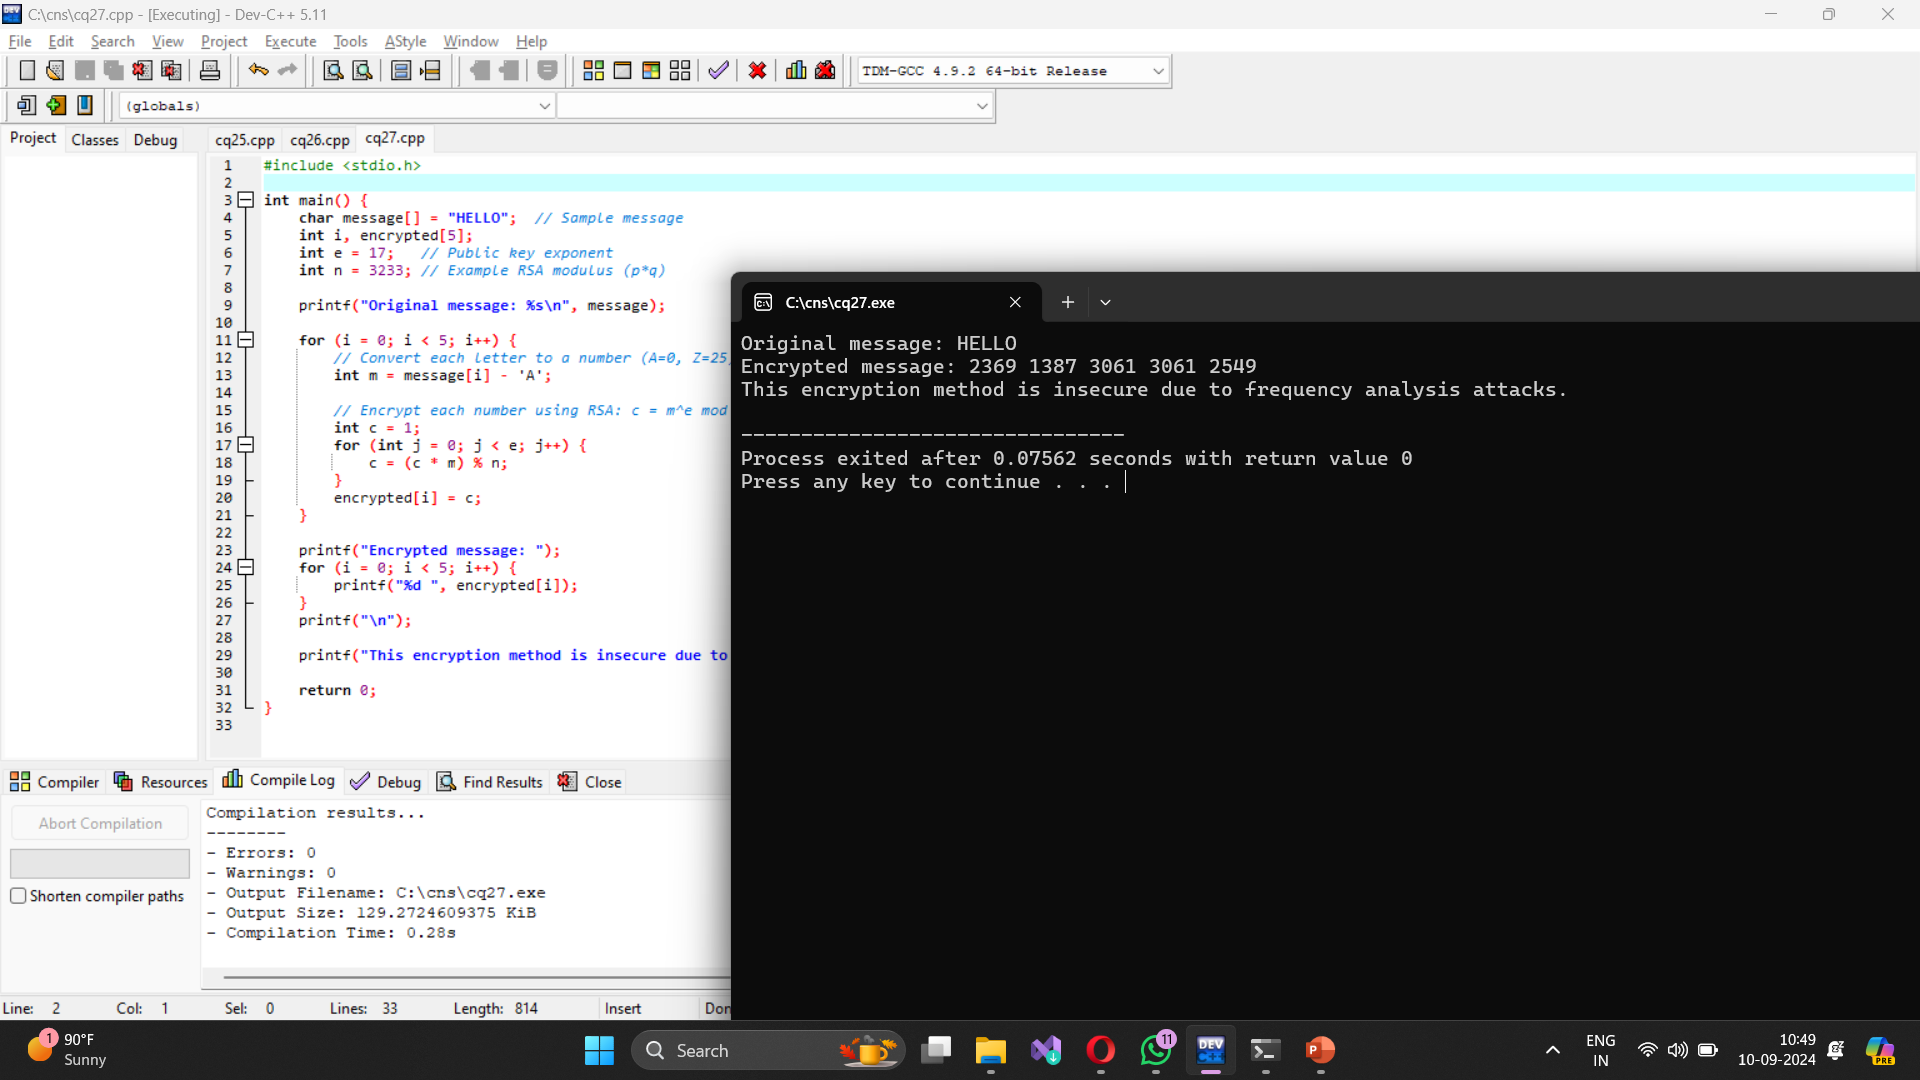 C:\cns\cq27.cpp - [Executing] - Dev-C++ 5.11
File Edit Search View Project Execute Tools AStyle Window Help
TDM-GCC 4.9.2 64-bit Release
(globals)
Project Classes Debug
cq25.cpp cq26.cpp cq27.cpp
1 #include <stdio.h>
2
3 int main() {
4 char message[] = "HELLO"; // Sample message
5 int i, encrypted[5];
6 int e = 17; // Public key exponent
7 int n = 3233; // Example RSA modulus (p*q)
8
9 printf("Original message: %s\n", message);
10
11 for (i = 0; i < 5; i++) {
12 // Convert each letter to a number (A=0, Z=25
13 int m = message[i] - 'A';
14
15 // Encrypt each number using RSA: c = m^e mod
16 int c = 1;
17 for (int j = 0; j < e; j++) {
18 c = (c * m) % n;
19 }
20 encrypted[i] = c;
21 }
22
23 printf("Encrypted message: ");
24 for (i = 0; i < 5; i++) {
25 printf("%d ", encrypted[i]);
26 }
27 printf("\n");
28
29 printf("This encryption method is insecure due to
30
31 return 0;
32 }
33
C:\cns\cq27.exe
Original message: HELLO
Encrypted message: 2369 1387 3061 3061 2549
This encryption method is insecure due to frequency analysis attacks.
--------------------------------
Process exited after 0.07562 seconds with return value 0
Press any key to continue . . .
Compiler Resources Compile Log Debug Find Results Close
Abort Compilation
Shorten compiler paths
Compilation results...
--------
- Errors: 0
- Warnings: 0
- Output Filename: C:\cns\cq27.exe
- Output Size: 129.2724609375 KiB
- Compilation Time: 0.28s
Line: 2 Col: 1 Sel: 0 Lines: 33 Length: 814 Insert Don
1
90°F
Sunny
Search
11
DEV
ENG
IN
10:49
10-09-2024
PRE